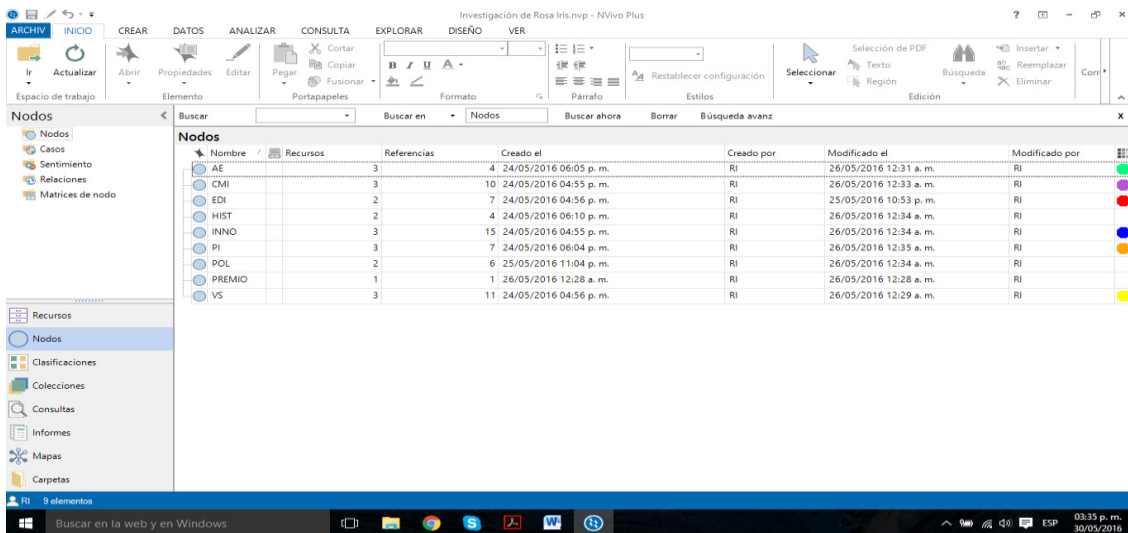 Investigación de Rosa Iris.nvp - NVivo Plus
ARCHIV INICIO CREAR DATOS ANALIZAR CONSULTA EXPLORAR DISEÑO VER
Ir Actualizar Abrir Propiedades Editar Pegar Cortar Copiar Fusionar
B I U A
Restablecer configuración
Seleccionar Selección de PDF Texto Región Búsqueda Insertar Reemplazar Eliminar Corr
Espacio de trabajo Elemento Portapapeles Formato Párrafo Estilos Edición
Nodos
Nodos
Casos
Sentimiento
Relaciones
Matrices de nodo
Buscar Buscar en Nodos Buscar ahora Borrar Búsqueda avanz x
Nodos
Nombre Recursos Referencias Creado el Creado por Modificado el Modificado por
AE 3 4 24/05/2016 06:05 p. m. RI 26/05/2016 12:31 a. m. RI
CMI 3 10 24/05/2016 04:55 p. m. RI 26/05/2016 12:33 a. m. RI
EDI 2 7 24/05/2016 04:56 p. m. RI 25/05/2016 10:53 p. m. RI
HIST 2 4 24/05/2016 06:10 p. m. RI 26/05/2016 12:34 a. m. RI
INNO 3 15 24/05/2016 04:55 p. m. RI 26/05/2016 12:34 a. m. RI
PI 3 7 24/05/2016 06:04 p. m. RI 26/05/2016 12:35 a. m. RI
POL 2 6 25/05/2016 11:04 p. m. RI 26/05/2016 12:34 a. m. RI
PREMIO 1 1 26/05/2016 12:28 a. m. RI 26/05/2016 12:28 a. m. RI
VS 3 11 24/05/2016 04:56 p. m. RI 26/05/2016 12:29 a. m. RI
Recursos
Nodos
Clasificaciones
Colecciones
Consultas
Informes
Mapas
Carpetas
RI 9 elementos
Buscar en la web y en Windows
ESP
03:35 p. m.
30/05/2016